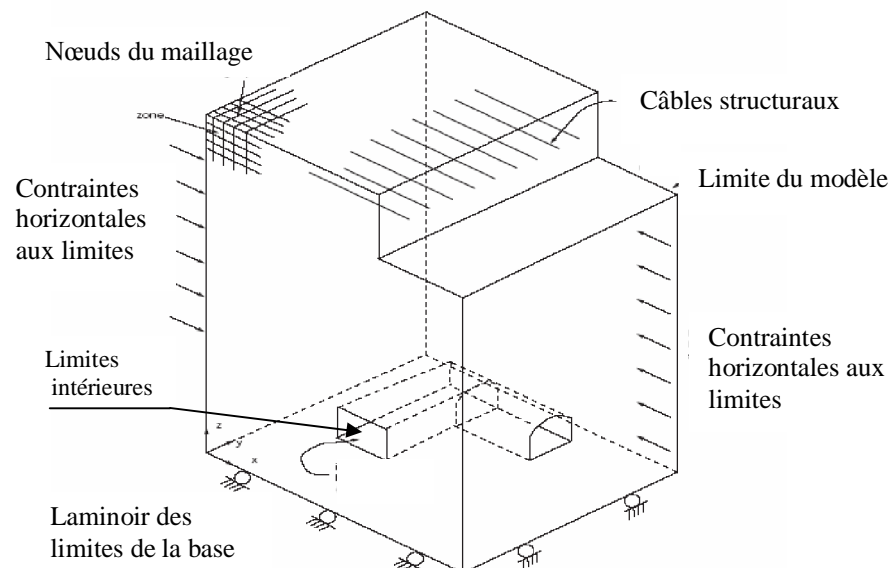 Nœuds du maillage
zone
Câbles structuraux
Limite du modèle
Contraintes
horizontales
aux limites
Contraintes
horizontales aux
limites
Limites
intérieures
z
y
x
Laminoir des
limites de la base